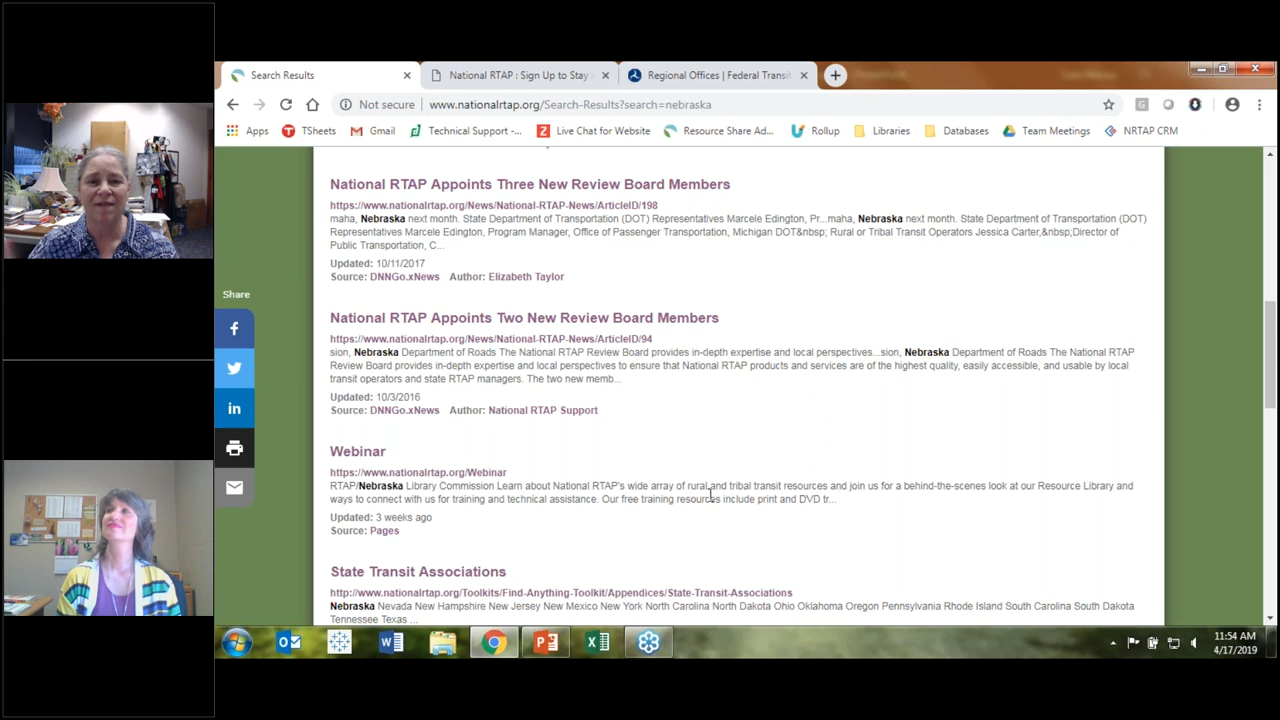 Search Results
National RTAP : Sign Up to Stay
Regional Offices | Federal Transit
Not secure | www.nationalrtap.org/Search-Results?search=nebraska
Apps TSheets Gmail Technical Support -... Live Chat for Website Resource Share Ad... Rollup Libraries Databases Team Meetings NRTAP CRM
National RTAP Appoints Three New Review Board Members
https://www.nationalrtap.org/News/National-RTAP-News/ArticleID/198
maha, Nebraska next month. State Department of Transportation (DOT) Representatives Marcele Edington, Pr...maha, Nebraska next month. State Department of Transportation (DOT)
Representatives Marcele Edington, Program Manager, Office of Passenger Transportation, Michigan DOT&nbsp; Rural or Tribal Transit Operators Jessica Carter,&nbsp;Director of
Public Transportation, C...
Updated: 10/11/2017
Source: DNNGo.xNews Author: Elizabeth Taylor
Share
National RTAP Appoints Two New Review Board Members
https://www.nationalrtap.org/News/National-RTAP-News/ArticleID/94
sion, Nebraska Department of Roads The National RTAP Review Board provides in-depth expertise and local perspectives...sion, Nebraska Department of Roads The National RTAP
Review Board provides in-depth expertise and local perspectives to ensure that National RTAP products and services are of the highest quality, easily accessible, and usable by local
transit operators and state RTAP managers. The two new memb...
Updated: 10/3/2016
Source: DNNGo.xNews Author: National RTAP Support
Webinar
https://www.nationalrtap.org/Webinar
RTAP/Nebraska Library Commission Learn about National RTAP's wide array of rural and tribal transit resources and join us for a behind-the-scenes look at our Resource Library and
ways to connect with us for training and technical assistance. Our free training resources include print and DVD tr...
Updated: 3 weeks ago
Source: Pages
State Transit Associations
http://www.nationalrtap.org/Toolkits/Find-Anything-Toolkit/Appendices/State-Transit-Associations
Nebraska Nevada New Hampshire New Jersey New Mexico New York North Carolina North Dakota Ohio Oklahoma Oregon Pennsylvania Rhode Island South Carolina South Dakota
Tennessee Texas ...
11:54 AM
4/17/2019